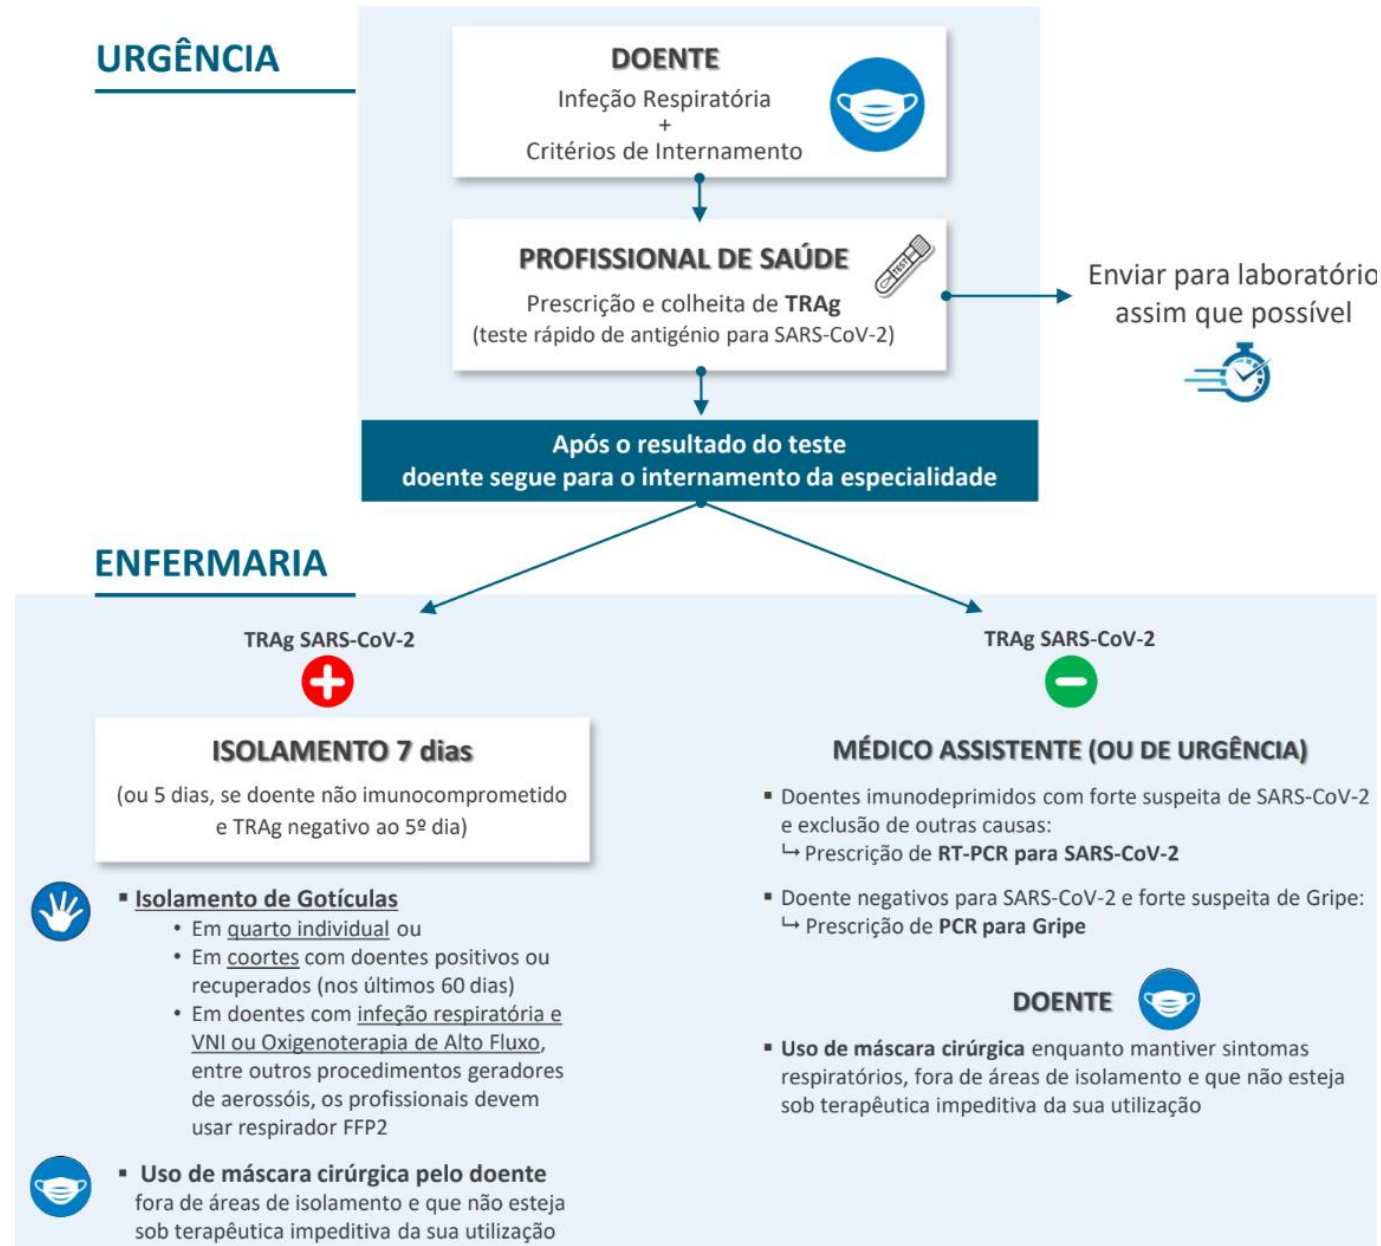 URGÊNCIA
DOENTE
Infeção Respiratória
+
Critérios de Internamento
PROFISSIONAL DE SAÚDE
TEST
Prescrição e colheita de TRAg
(teste rápido de antigénio para SARS-CoV-2)
Enviar para laboratório
assim que possível
Após o resultado do teste
doente segue para o internamento da especialidade
ENFERMARIA
TRAg SARS-CoV-2
ISOLAMENTO 7 dias
(ou 5 dias, se doente não imunocomprometido
e TRAg negativo ao 5º dia)
▪ Isolamento de Gotículas
• Em quarto individual ou
• Em coortes com doentes positivos ou
recuperados (nos últimos 60 dias)
• Em doentes com infeção respiratória e
VNI ou Oxigenoterapia de Alto Fluxo,
entre outros procedimentos geradores
de aerossóis, os profissionais devem
usar respirador FFP2
▪ Uso de máscara cirúrgica pelo doente
fora de áreas de isolamento e que não esteja
sob terapêutica impeditiva da sua utilização
TRAg SARS-CoV-2
MÉDICO ASSISTENTE (OU DE URGÊNCIA)
▪ Doentes imunodeprimidos com forte suspeita de SARS-CoV-2
e exclusão de outras causas:
↪ Prescrição de RT-PCR para SARS-CoV-2
▪ Doente negativos para SARS-CoV-2 e forte suspeita de Gripe:
↪ Prescrição de PCR para Gripe
DOENTE
▪ Uso de máscara cirúrgica enquanto mantiver sintomas
respiratórios, fora de áreas de isolamento e que não esteja
sob terapêutica impeditiva da sua utilização